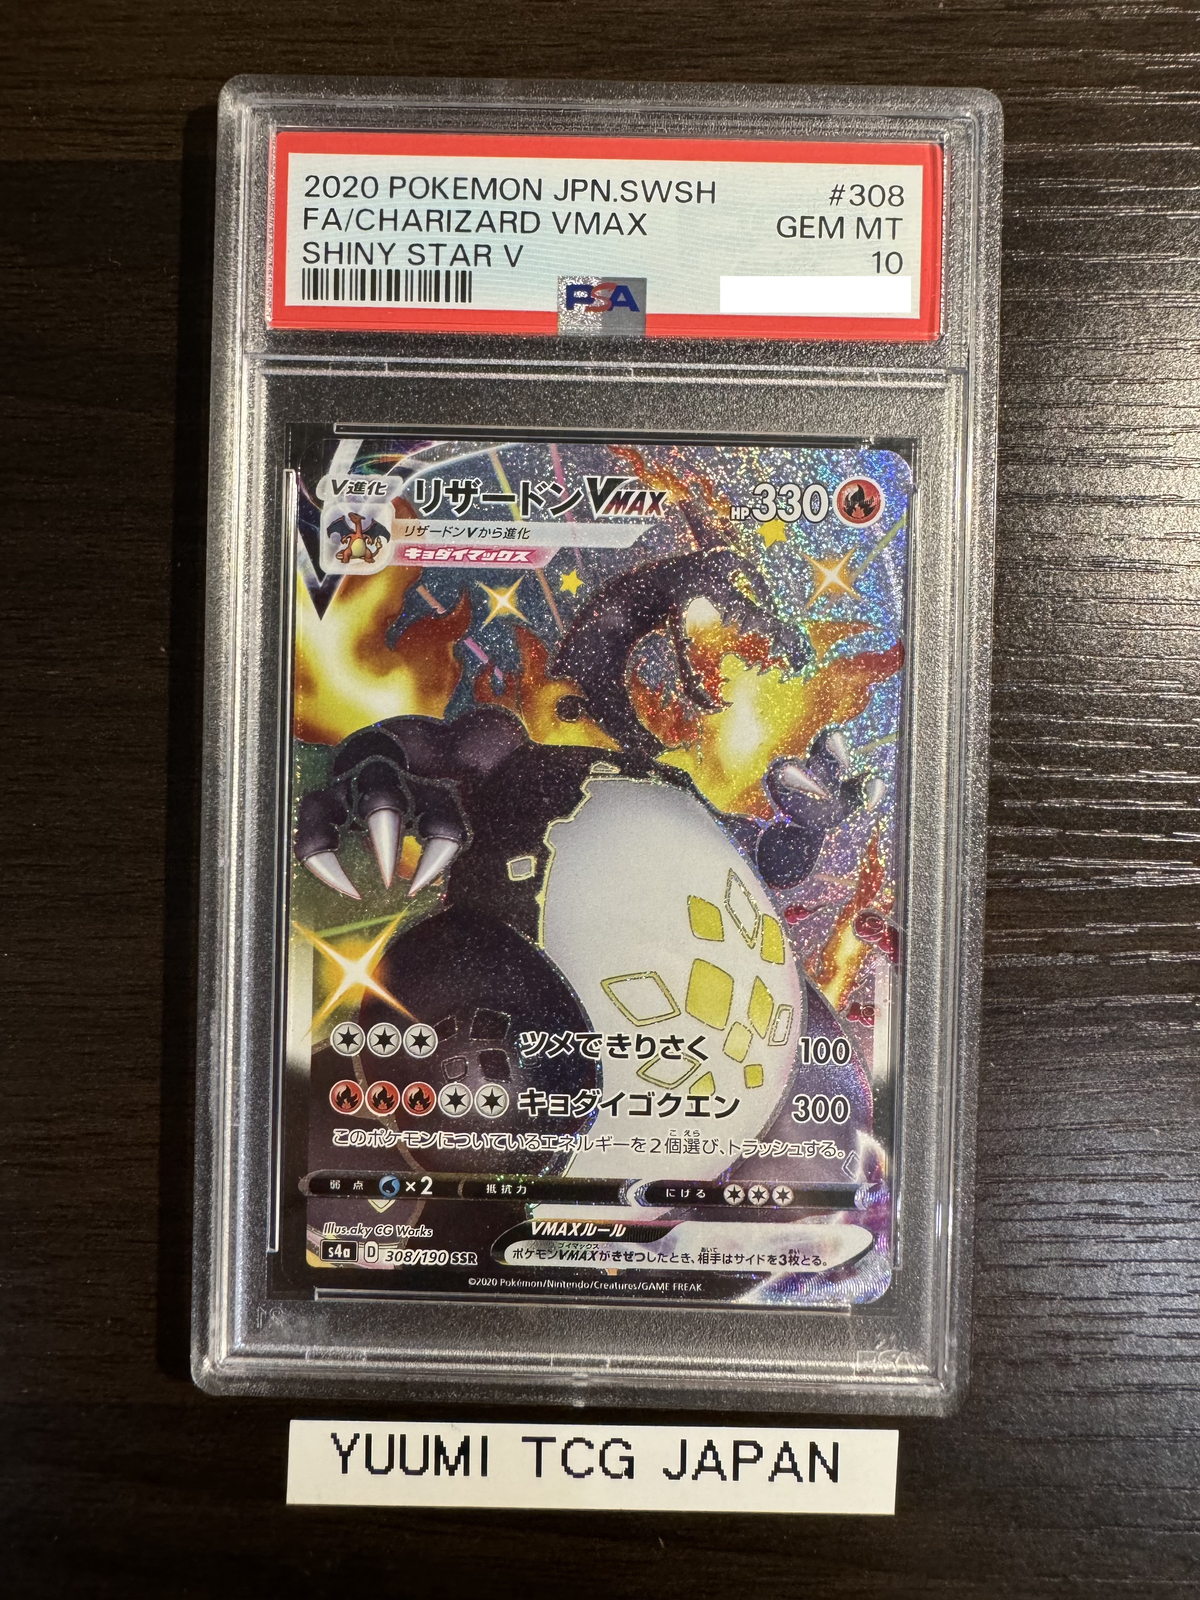 2020 POKEMON JPN.SWSH #308
FA/CHARIZARD VMAX GEM MT
SHINY STAR V 10
PSA
V進化
リザードンVMAX HP330
リザードンVから進化
キョダイマックス
ツメできりさく 100
キョダイゴクエン 300
このポケモンについているエネルギーを2個選び、トラッシュする。
弱点 ×2 抵抗力 にげる
Illus.aky CG Works
VMAXルール
s4a D 308/190 SSR
ポケモンVMAXがきぜつしたとき、相手はサイドを3枚とる。
©2020 Pokémon/Nintendo/Creatures/GAME FREAK.
YUUMI TCG JAPAN